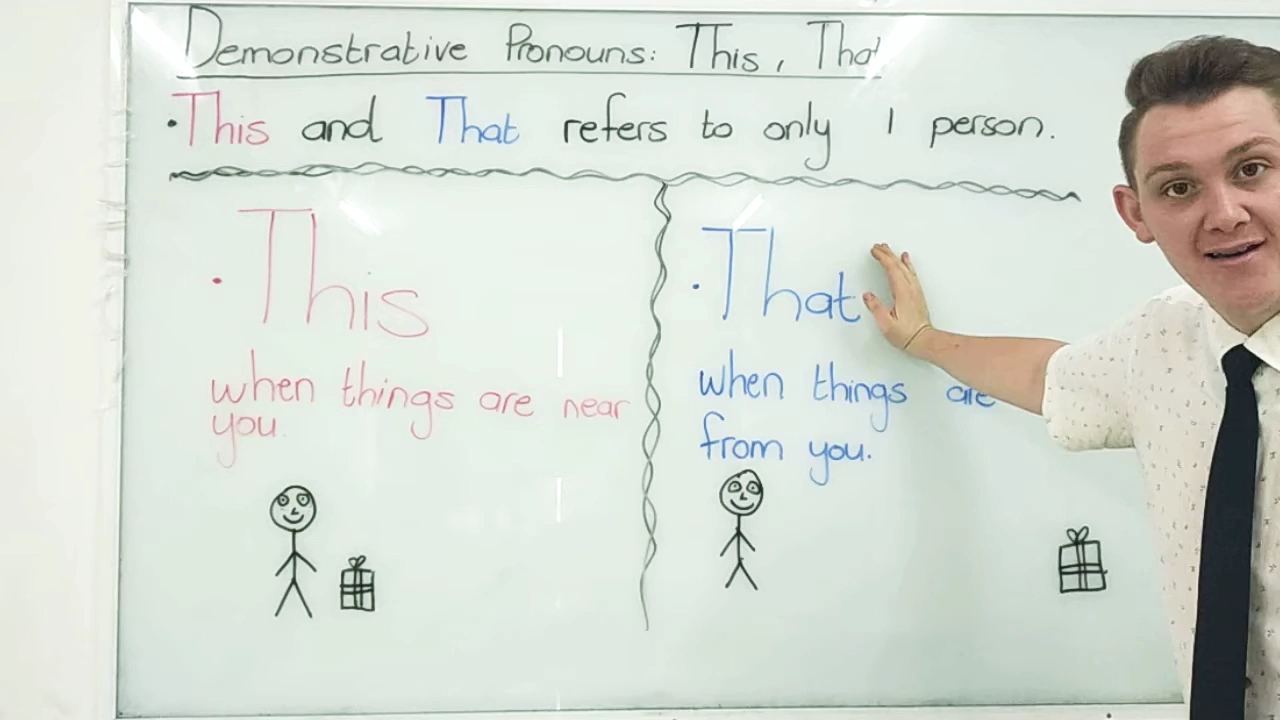 Demonstrative Pronouns: This, That
• This and That refers to only 1 person.
• This
when things are near
you.
• That
when things are
from you.